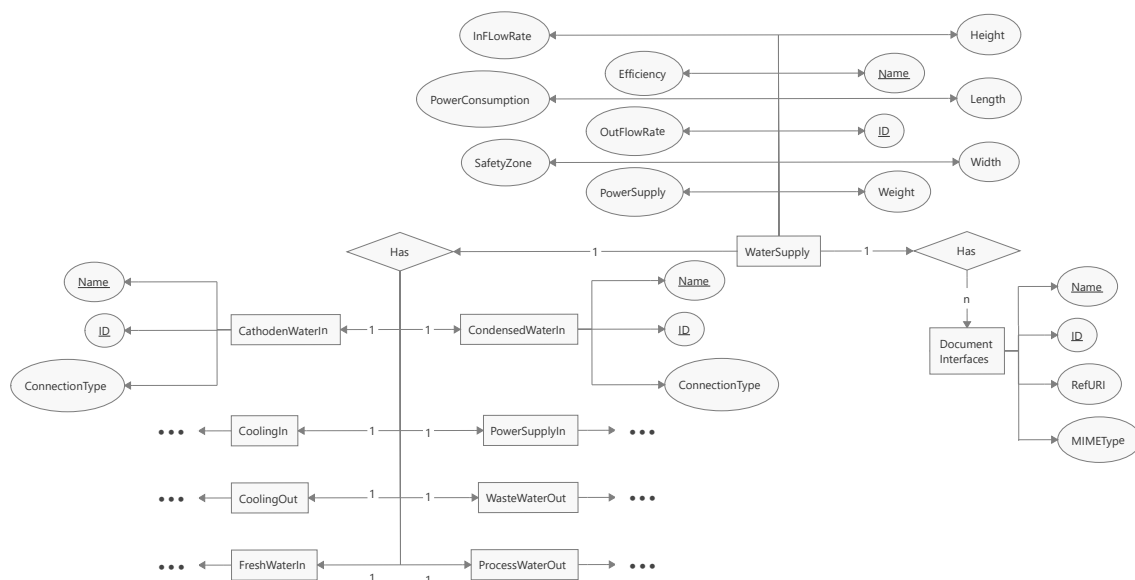 InFLowRate
Height
Efficiency
Name
PowerConsumption
Length
OutFlowRate
ID
SafetyZone
Width
PowerSupply
Weight
Has
1
WaterSupply
1
Has
Name
Name
n
Name
ID
CathodenWaterIn
1
1
CondensedWaterIn
ID
ID
Document
Interfaces
ConnectionType
ConnectionType
RefURI
MIMEType
•••
CoolingIn
1
1
PowerSupplyIn
•••
•••
CoolingOut
1
1
WasteWaterOut
•••
•••
FreshWaterIn
1
1
ProcessWaterOut
•••